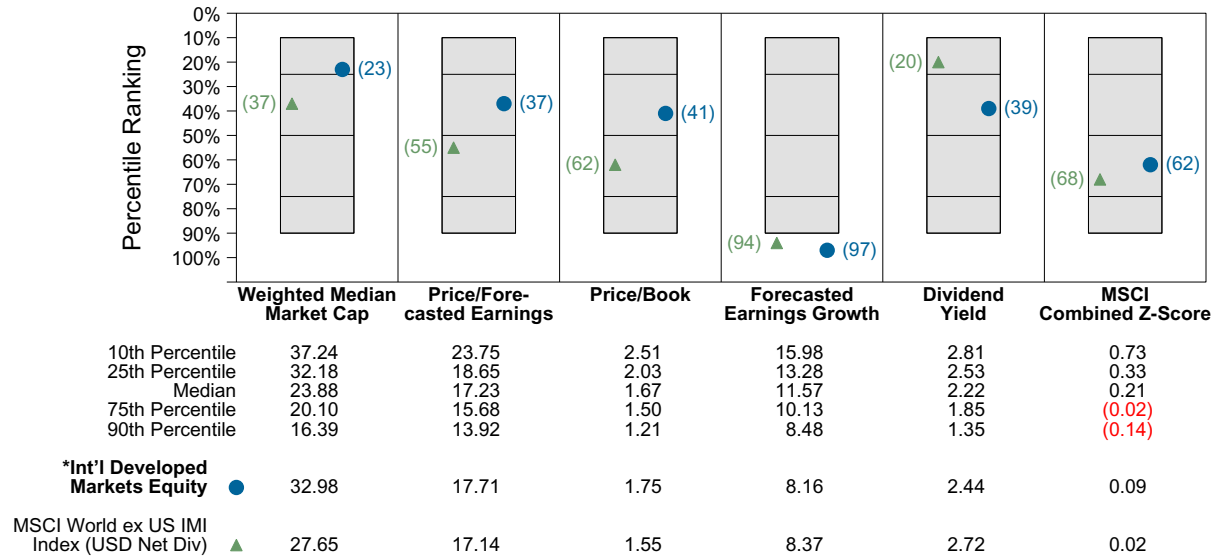 Percentile Ranking
0%
10%
20%
30%
40%
50%
60%
70%
80%
90%
100%
(37) (23)
(55) (37)
(62) (41)
(94) (97)
(20) (39)
(68) (62)
Weighted Median
Market Cap
Price/Fore-
casted Earnings
Price/Book
Forecasted
Earnings Growth
Dividend
Yield
MSCI
Combined Z-Score
10th Percentile 37.24 23.75 2.51 15.98 2.81 0.73
25th Percentile 32.18 18.65 2.03 13.28 2.53 0.33
Median 23.88 17.23 1.67 11.57 2.22 0.21
75th Percentile 20.10 15.68 1.50 10.13 1.85 (0.02)
90th Percentile 16.39 13.92 1.21 8.48 1.35 (0.14)
*Int'l Developed
Markets Equity 32.98 17.71 1.75 8.16 2.44 0.09
MSCI World ex US IMI
Index (USD Net Div) 27.65 17.14 1.55 8.37 2.72 0.02